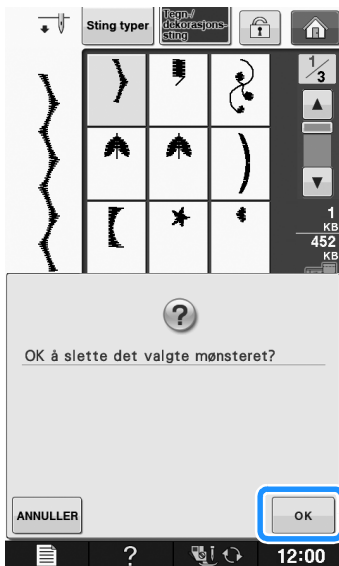 Sting typer
Tegn-/
dekorasjons-
sting
1/3
1
KB
452
KB
?
OK å slette det valgte mønsteret?
ANNULLER
OK
?
12:00